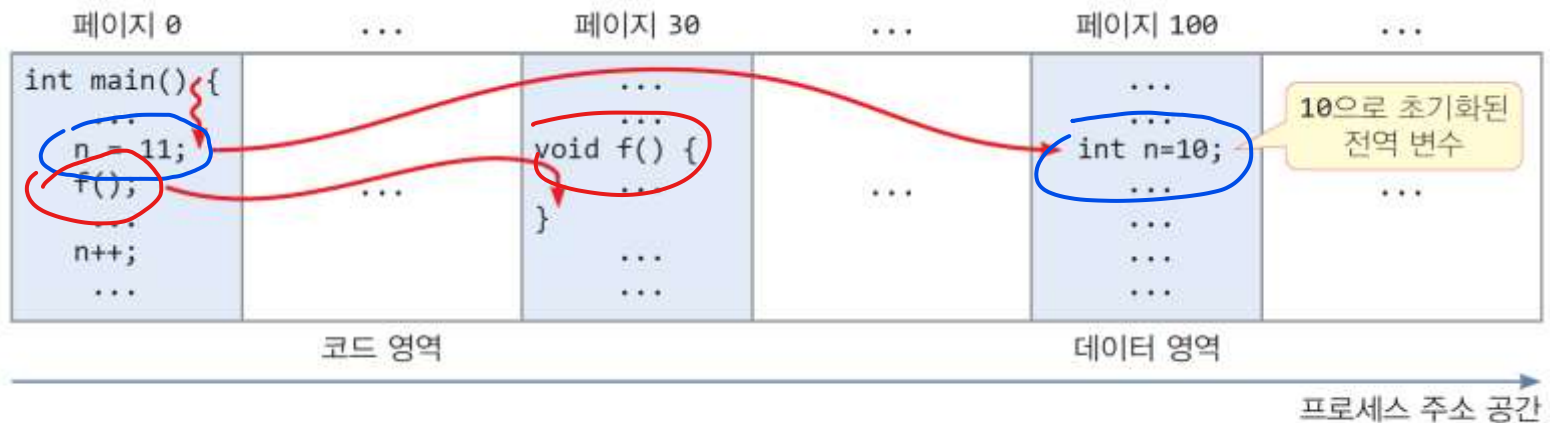 페이지 0 ... 페이지 30 ... 페이지 100 ...
int main() {
...
n = 11;
f();
...
n++;
...
...
...
...
void f() {
...
}
...
...
...
...
...
int n=10;
...
...
...
...
10으로 초기화된
전역 변수
...
코드 영역
데이터 영역
프로세스 주소 공간